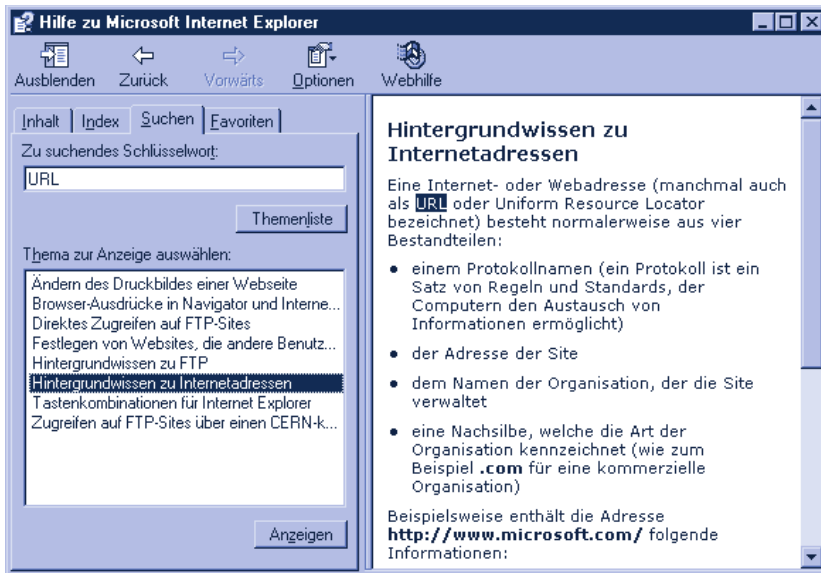 Hilfe zu Microsoft Internet Explorer
Ausblenden Zurück Vorwärts Optionen Webhilfe
Inhalt Index Suchen Favoriten
Zu suchendes Schlüsselwort:
URL
Themenliste
Thema zur Anzeige auswählen:
Ändern des Druckbildes einer Webseite
Browser-Ausdrücke in Navigator und Interne...
Direktes Zugreifen auf FTP-Sites
Festlegen von Websites, die andere Benutz...
Hintergrundwissen zu FTP
Hintergrundwissen zu Internetadressen
Tastenkombinationen für Internet Explorer
Zugreifen auf FTP-Sites über einen CERN-k...
Anzeigen
Hintergrundwissen zu
Internetadressen
Eine Internet- oder Webadresse (manchmal auch
als URL oder Uniform Resource Locator
bezeichnet) besteht normalerweise aus vier
Bestandteilen:
• einem Protokollnamen (ein Protokoll ist ein
Satz von Regeln und Standards, der
Computern den Austausch von
Informationen ermöglicht)
• der Adresse der Site
• dem Namen der Organisation, der die Site
verwaltet
• eine Nachsilbe, welche die Art der
Organisation kennzeichnet (wie zum
Beispiel .com für eine kommerzielle
Organisation)
Beispielsweise enthält die Adresse
http://www.microsoft.com/ folgende
Informationen: